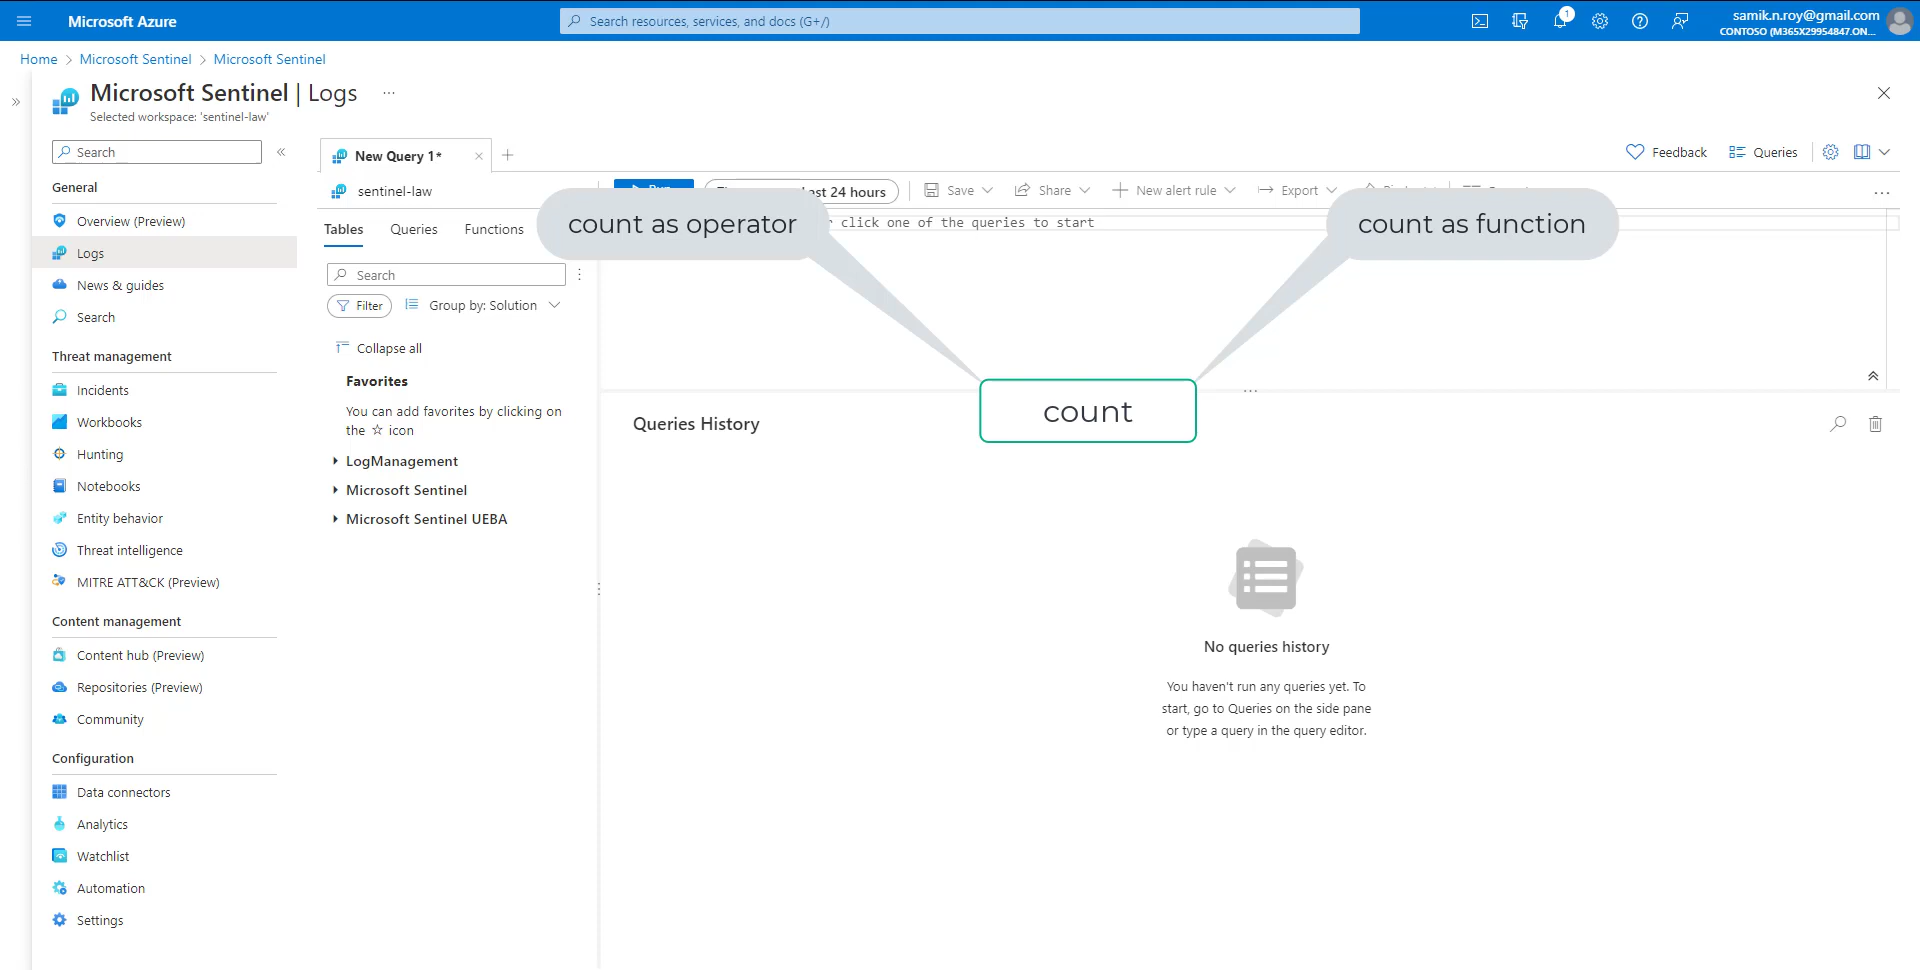 Microsoft Azure
Search resources, services, and docs (G+/)
1
samik.n.roy@gmail.com
CONTOSO (M365X29954847.ON...
Home > Microsoft Sentinel > Microsoft Sentinel
Microsoft Sentinel | Logs ...
Selected workspace: 'sentinel-law'
Search
General
Overview (Preview)
Logs
News & guides
Search
Threat management
Incidents
Workbooks
Hunting
Notebooks
Entity behavior
Threat intelligence
MITRE ATT&CK (Preview)
Content management
Content hub (Preview)
Repositories (Preview)
Community
Configuration
Data connectors
Analytics
Watchlist
Automation
Settings
New Query 1*
Feedback
Queries
sentinel-law
Run
Last 24 hours
Save
Share
New alert rule
Export
Tables
Queries
Functions
count as operator
click one of the queries to start
count as function
Search
Filter
Group by: Solution
Collapse all
Favorites
You can add favorites by clicking on
the ☆ icon
LogManagement
Microsoft Sentinel
Microsoft Sentinel UEBA
count
Queries History
No queries history
You haven't run any queries yet. To
start, go to Queries on the side pane
or type a query in the query editor.